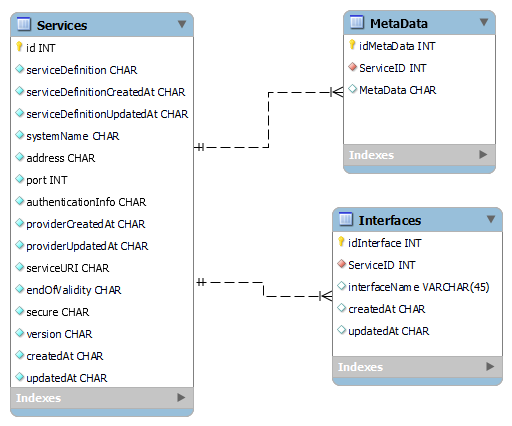 Services
id INT
serviceDefinition CHAR
serviceDefinitionCreatedAt CHAR
serviceDefinitionUpdatedAt CHAR
systemName CHAR
address CHAR
port INT
authenticationInfo CHAR
providerCreatedAt CHAR
providerUpdatedAt CHAR
serviceURI CHAR
endOfValidity CHAR
secure CHAR
version CHAR
createdAt CHAR
updatedAt CHAR
Indexes
MetaData
idMetaData INT
ServiceID INT
MetaData CHAR
Indexes
Interfaces
idInterface INT
ServiceID INT
interfaceName VARCHAR(45)
createdAt CHAR
updatedAt CHAR
Indexes